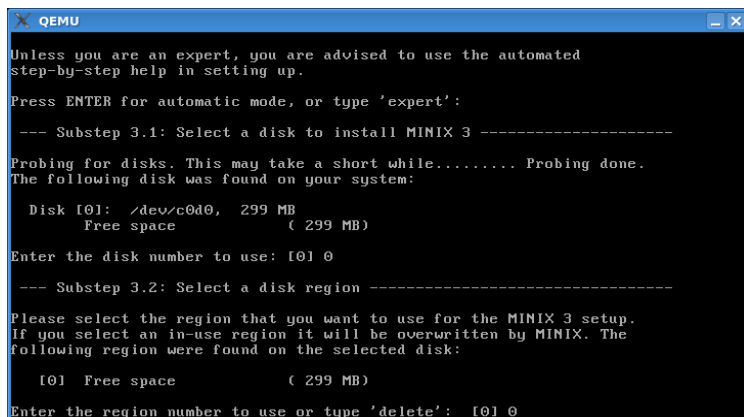 QEMU
Unless you are an expert, you are advised to use the automated
step-by-step help in setting up.
Press ENTER for automatic mode, or type 'expert':
--- Substep 3.1: Select a disk to install MINIX 3 ---------------------
Probing for disks. This may take a short while......... Probing done.
The following disk was found on your system:
Disk [0]: /dev/c0d0, 299 MB
Free space ( 299 MB)
Enter the disk number to use: [0] 0
--- Substep 3.2: Select a disk region ---------------------------------
Please select the region that you want to use for the MINIX 3 setup.
If you select an in-use region it will be overwritten by MINIX. The
following region were found on the selected disk:
[0] Free space ( 299 MB)
Enter the region number to use or type 'delete': [0] 0